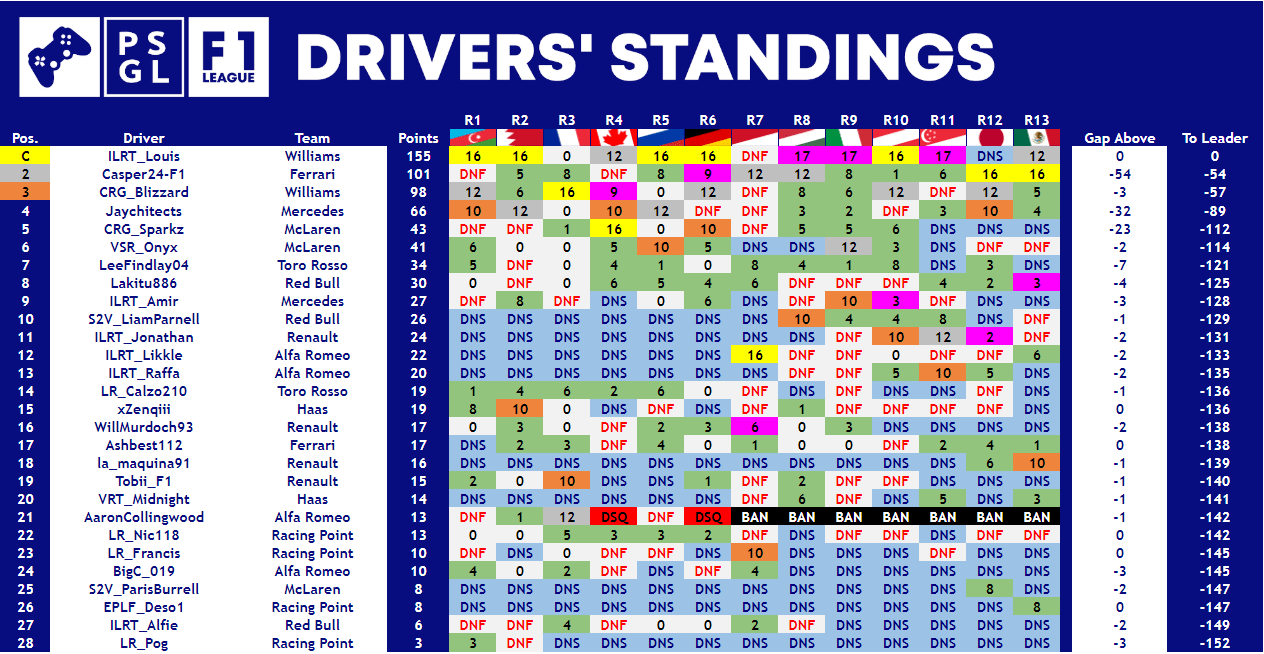 PS GL F1 LEAGUE DRIVERS' STANDINGS
R1 R2 R3 R4 R5 R6 R7 R8 R9 R10 R11 R12 R13
Pos. Driver Team Points Gap Above To Leader
C ILRT_Louis Williams 155 16 16 0 12 16 16 DNF 17 17 16 17 DNS 12 0 0
2 Casper24-F1 Ferrari 101 DNF 5 8 DNF 8 9 12 12 8 1 6 16 16 -54 -54
3 CRG_Blizzard Williams 98 12 6 16 9 0 12 DNF 8 6 12 DNF 12 5 -3 -57
4 Jaychitects Mercedes 66 10 12 0 10 12 DNF DNF 3 2 DNF 3 10 4 -32 -89
5 CRG_Sparkz McLaren 43 DNF DNF 1 16 0 10 DNF 5 5 6 DNS DNS DNS -23 -112
6 VSR_Onyx McLaren 41 6 0 0 5 10 5 DNS DNS 12 3 DNS DNF DNF -2 -114
7 LeeFindlay04 Toro Rosso 34 5 DNF 0 4 1 0 8 4 1 8 DNS 3 DNS -7 -121
8 Lakitu886 Red Bull 30 0 DNF 0 6 5 4 6 DNF DNF DNF 4 2 3 -4 -125
9 ILRT_Amir Mercedes 27 DNF 8 DNF DNS 0 6 DNS DNF 10 3 DNF DNS DNS -3 -128
10 S2V_LiamParnell Red Bull 26 DNS DNS DNS DNS DNS DNS DNS 10 4 4 8 DNS DNF -1 -129
11 ILRT_Jonathan Renault 24 DNS DNS DNS DNS DNS DNS DNS DNS DNF 10 12 2 DNF -2 -131
12 ILRT_Likkle Alfa Romeo 22 DNS DNS DNS DNS DNS DNS 16 DNF DNF 0 DNF DNF 6 -2 -133
13 ILRT_Raffa Alfa Romeo 20 DNS DNS DNS DNS DNS DNS DNS DNF DNF 5 10 5 DNS -2 -135
14 LR_Calzo210 Toro Rosso 19 1 4 6 2 6 0 DNF DNS DNF DNS DNF DNF DNS -1 -136
15 xZenqiii Haas 19 8 10 0 DNS DNF DNS DNF 1 DNF DNF DNF DNF DNS 0 -136
16 WillMurdoch93 Renault 17 0 3 0 DNF 2 3 6 0 3 DNS DNS DNS DNS -2 -138
17 Ashbest112 Ferrari 17 DNS 2 3 DNF 4 0 1 0 0 DNF 2 4 1 0 -138
18 la_maquina91 Renault 16 DNS DNS DNS DNS DNS DNS DNS DNS DNS DNS DNS 6 10 -1 -139
19 Tobii_F1 Renault 15 2 0 10 DNS DNS 1 DNF 2 DNF DNF DNS DNS DNS -1 -140
20 VRT_Midnight Haas 14 DNS DNS DNS DNS DNS DNS DNF 6 DNF DNS 5 DNS 3 -1 -141
21 AaronCollingwood Alfa Romeo 13 DNF 1 12 DSQ DNF DSQ BAN BAN BAN BAN BAN BAN BAN -1 -142
22 LR_Nic118 Racing Point 13 0 0 5 3 3 2 DNF DNS DNF DNF DNS DNF DNF 0 -142
23 LR_Francis Racing Point 10 DNF DNS 0 DNF DNF DNS 10 DNS DNS DNS DNF DNS DNS 0 -145
24 BigC_019 Alfa Romeo 10 4 0 2 DNF DNS DNF 4 DNS DNS DNS DNS DNS DNS -3 -145
25 S2V_ParisBurrell McLaren 8 DNS DNS DNS DNS DNS DNS DNS DNS DNS DNS DNS 8 DNS -2 -147
26 EPLF_Deso1 Racing Point 8 DNS DNS DNS DNS DNS DNS DNS DNS DNS DNS DNS DNS 8 0 -147
27 ILRT_Alfie Red Bull 6 DNF DNF 4 DNF 0 0 2 DNF DNS DNS DNS DNS DNS -2 -149
28 LR_Pog Racing Point 3 3 DNF DNS DNS DNS DNS DNS DNS DNS DNS DNS DNS DNS -3 -152